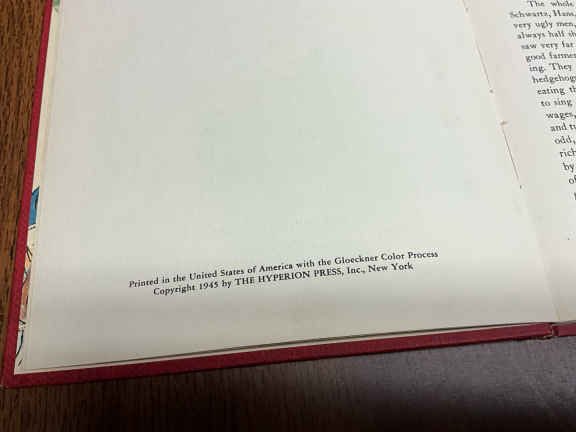 Printed in the United States of America with the Gloeckner Color Process
Copyright 1945 by THE HYPERION PRESS, Inc., New York
The whole
Schwartz, Hans,
very ugly men,
always half sh
saw very far
good farmer
ing. They
hedgehog
eating th
to sing
wages,
and tu
odd,
rich
by
of